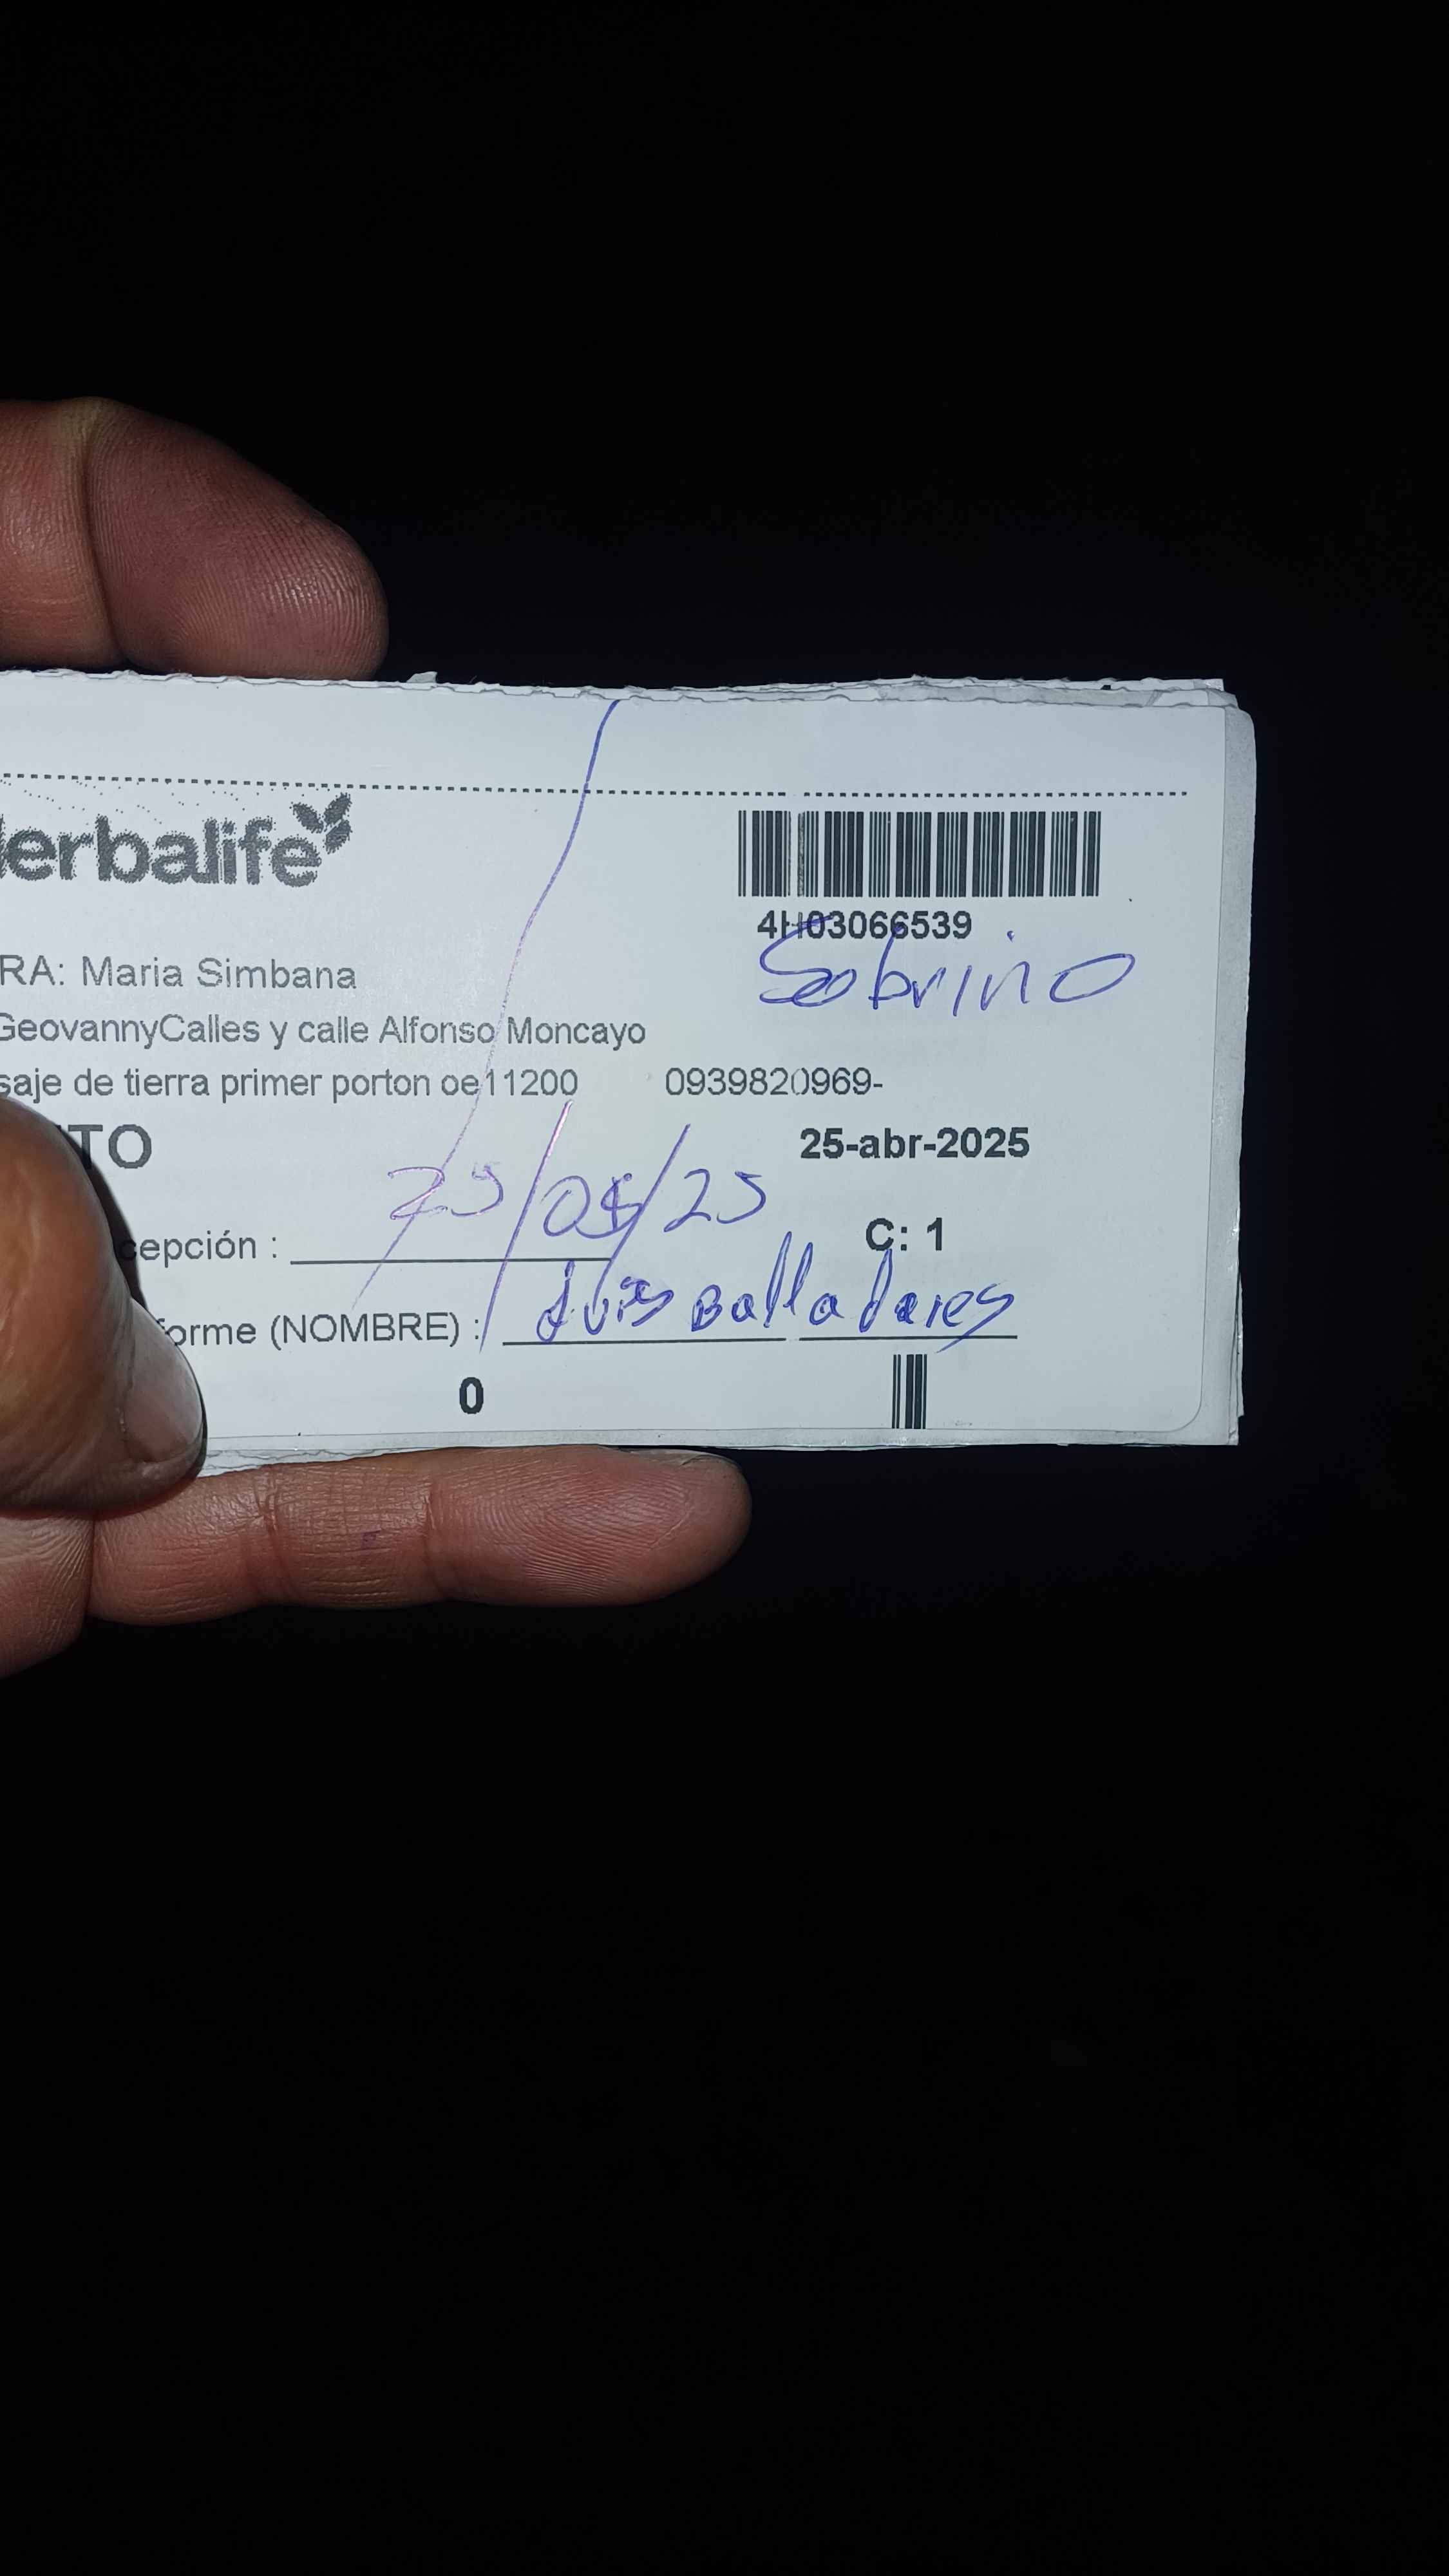 erbalife
4H03066539
Sobrino
RA: Maria Simbana
GeovannyCalles y calle Alfonso Moncayo
saje de tierra primer porton oe11200 0939820969-
TO 25-abr-2025
cepción : 25/04/25 C: 1
forme (NOMBRE) : Luis Balladares
0